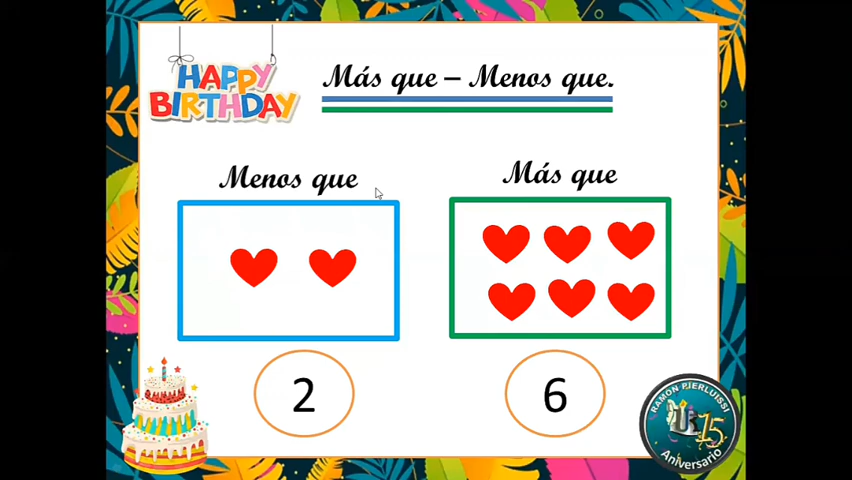 HAPPY
BIRTHDAY
Más que – Menos que.
Menos que
Más que
2
6
RAMON PIERLUISSI
15
Aniversario